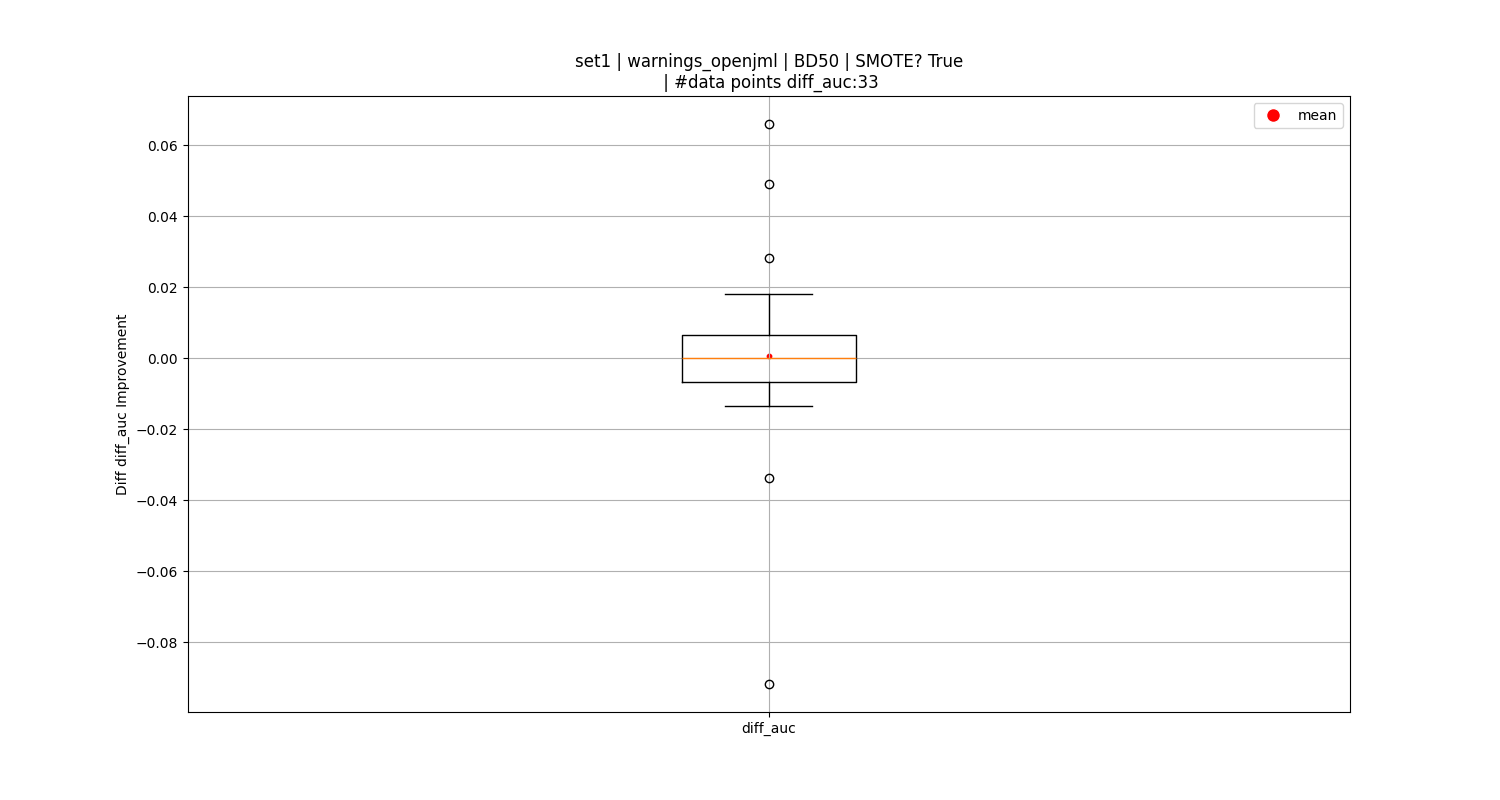 set1 | warnings_openjml | BD50 | SMOTE? True
| #data points diff_auc:33
mean
0.06
0.04
0.02
0.00
−0.02
−0.04
−0.06
−0.08
Diff diff_auc Improvement
diff_auc